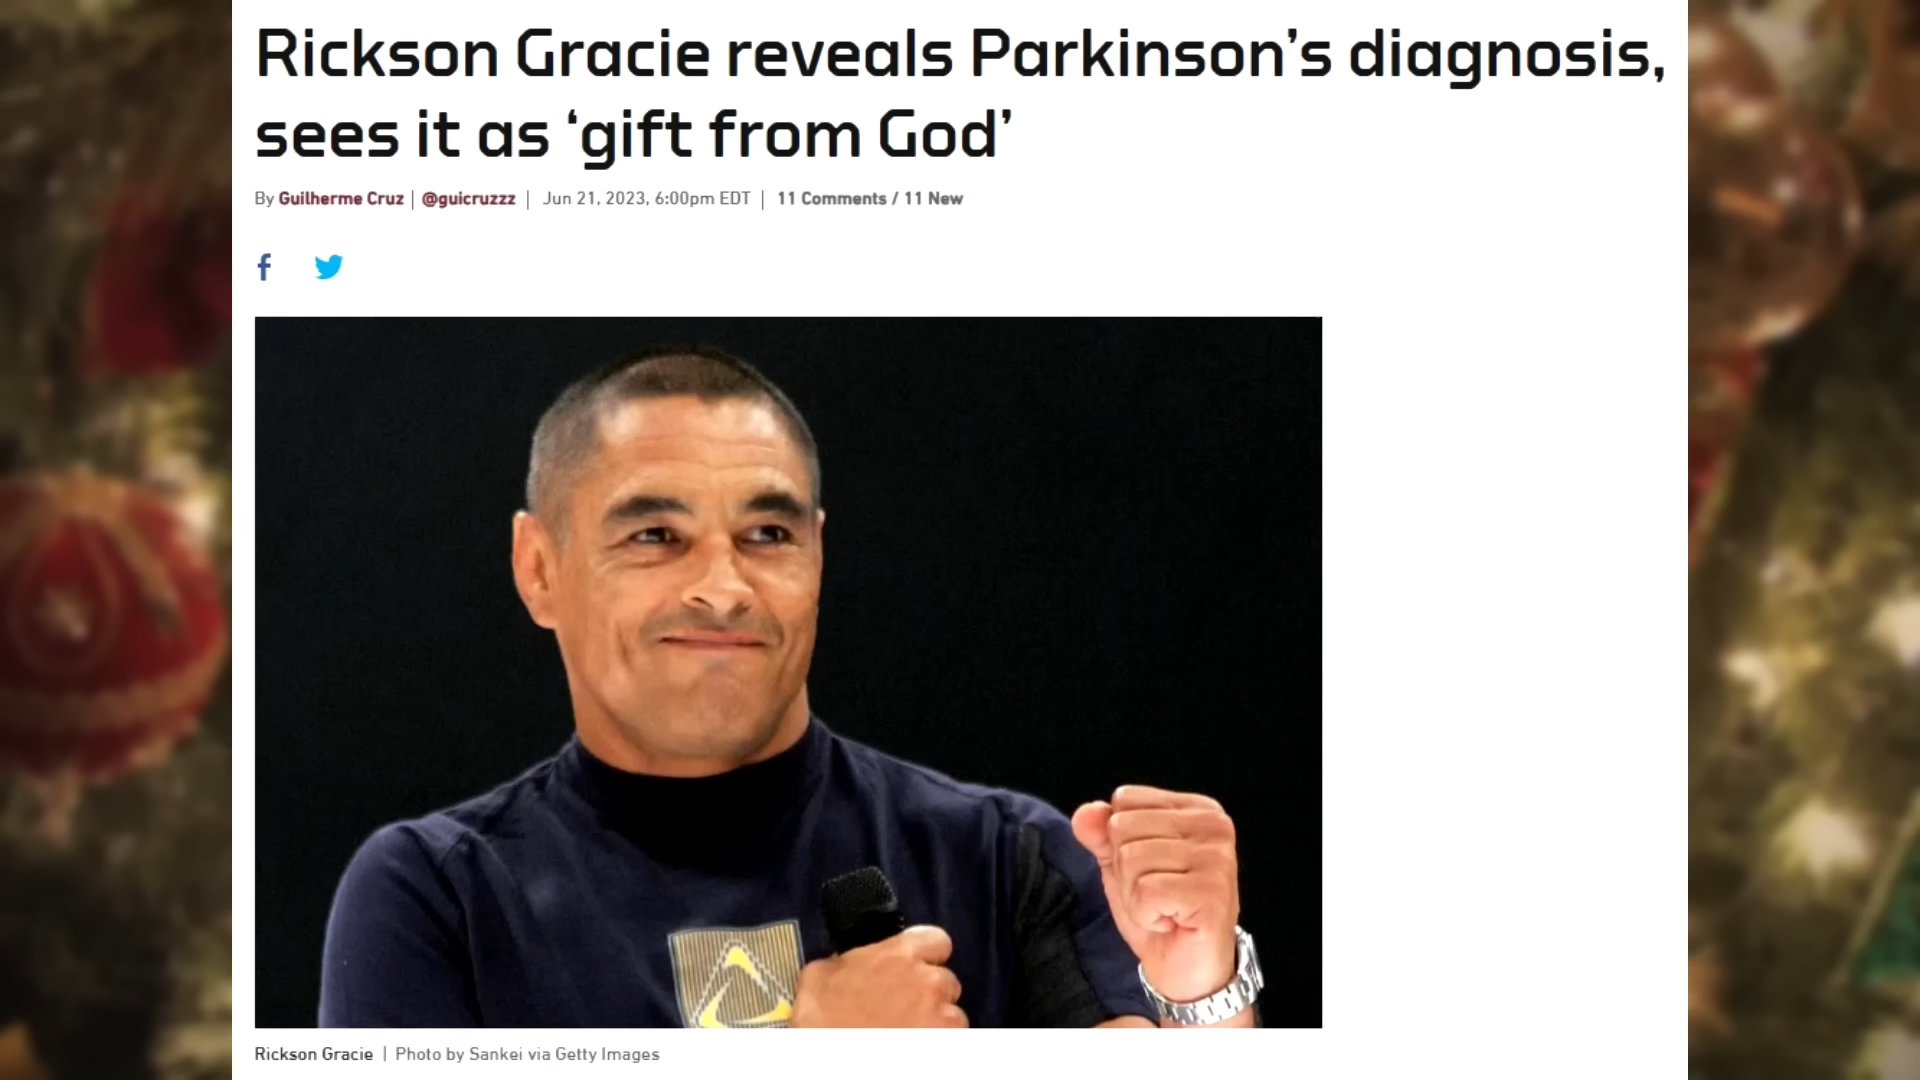 Rickson Gracie reveals Parkinson’s diagnosis,
sees it as ‘gift from God’
By Guilherme Cruz | @guicruzzz | Jun 21, 2023, 6:00pm EDT | 11 Comments / 11 New
Rickson Gracie | Photo by Sankei via Getty Images